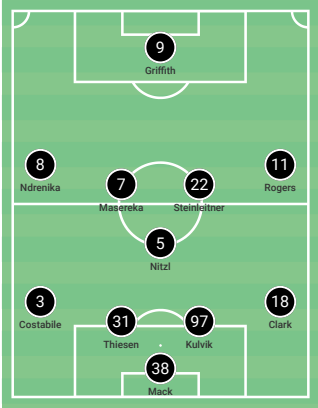 9
Griffith
8
11
7
22
Ndrenika
Rogers
Masereka
Steinleitner
5
Nitzl
3
18
31
97
Costabile
Clark
Thiesen
Kulvik
38
Mack